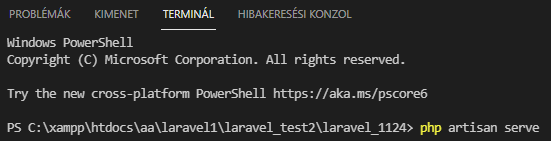 PROBLÉMÁK KIMENET TERMINÁL HIBAKERESÉSI KONZOL
Windows PowerShell
Copyright (C) Microsoft Corporation. All rights reserved.
Try the new cross-platform PowerShell https://aka.ms/pscore6
PS C:\xampp\htdocs\aa\laravel1\laravel_test2\laravel_1124> php artisan serve